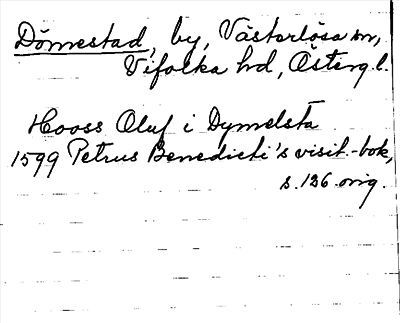 Dömestad, by, Västerlösa sn,
Vifolka hd, Österg l.
Hooss Oluf i Dymelsta
1599 Petrus Benedicti's visit.-bok,
s. 126 orig.